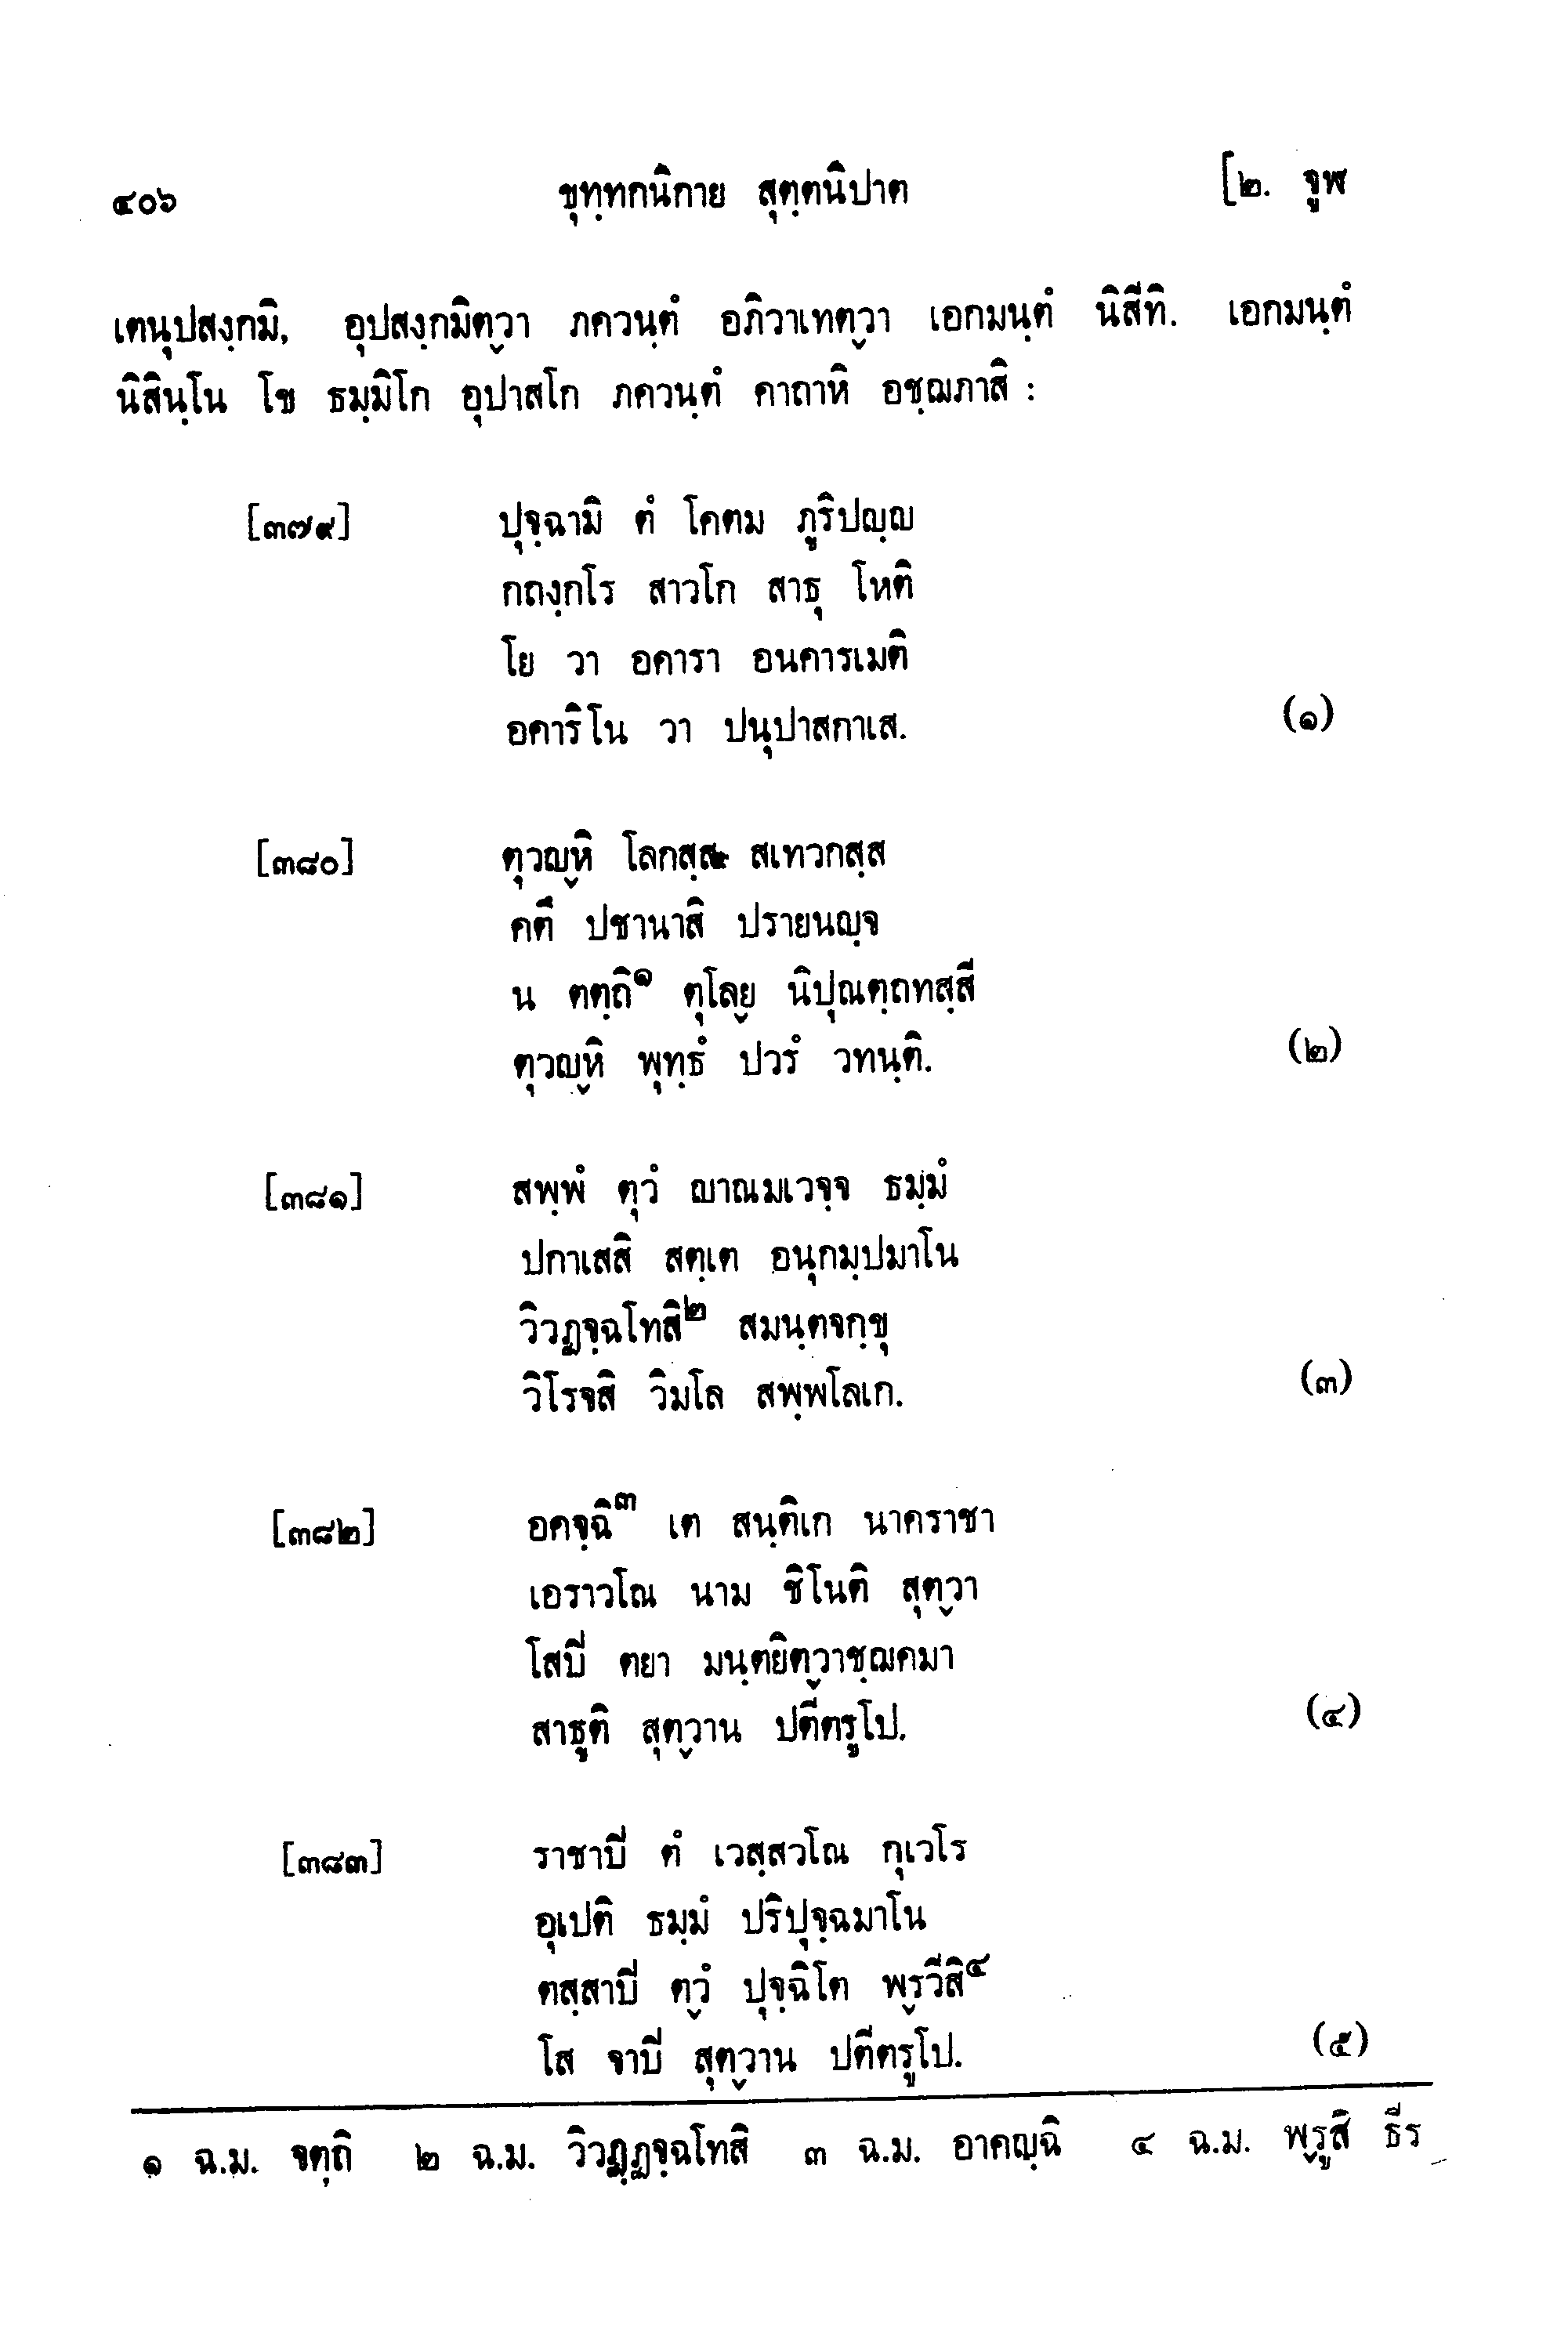 ๔๐๖ ขุทฺทกนิกาย สุตฺตนิปาต [๒. จูฬ
เตนุปสงฺกมิ, อุปสงฺกมิตฺวา ภควนฺตํ อภิวาเทตฺวา เอกมนฺตํ นิสีทิ. เอกมนฺตํ
นิสินฺโน โข ธมฺมิโก อุปาสโก ภควนฺตํ คาถาหิ อชฺฌภาสิ :
[๓๗๙] ปุจฺฉามิ ตํ โคตม ภูริปญฺญ
กถงฺกโร สาวโก สาธุ โหติ
โย วา อคารา อนคารเมติ
อคาริโน วา ปนุปาสกาเส. (๑)
[๓๘๐] ตุวญฺหิ โลกสฺส สเทวกสฺส
คตึ ปชานาสิ ปรายนญฺจ
น ตตฺถิ๑ ตุโลฺย นิปุณตฺถทสฺสี
ตุวญฺหิ พุทฺธํ ปวรํ วทนฺติ. (๒)
[๓๘๑] สพฺพํ ตุวํ ญาณมเวจฺจ ธมฺมํ
ปกาเสสิ สตฺเต อนุกมฺปมาโน
วิวฏจฺฉโทสิ๒ สมนฺตจกฺขุ
วิโรจสิ วิมโล สพฺพโลเก. (๓)
[๓๘๒] อคจฺฉิ๓ เต สนฺติเก นาคราชา
เอราวโณ นาม ชิโนติ สุตฺวา
โสปิ ตยา มนฺตยิตฺวาชฺฌคมา
สาธูติ สุตฺวาน ปตีตรูโป. (๔)
[๓๘๓] ราชาปิ ตํ เวสฺสวโณ กุเวโร
อุเปติ ธมฺมํ ปริปุจฺฉมาโน
ตสฺสาปิ ตฺวํ ปุจฺฉิโต พฺรูวีสิ๔
โส จาปิ สุตฺวาน ปตีตรูโป. (๕)
๑ ฉ.ม. จตฺถิ ๒ ฉ.ม. วิวฏฺฏจฺฉโทสิ ๓ ฉ.ม. อาคญฺฉิ ๔ ฉ.ม. พฺรูสิ ธีร